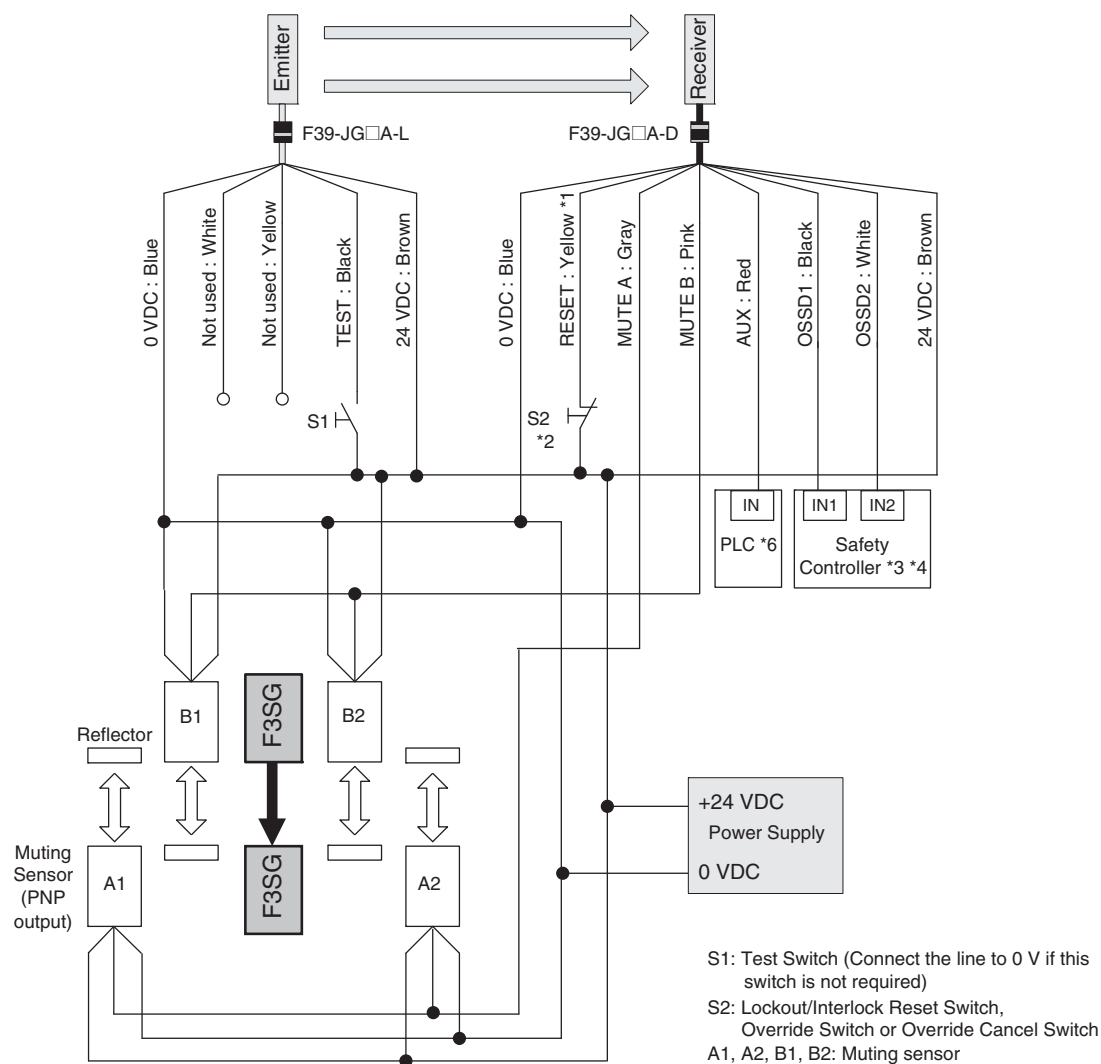 Emitter
Receiver
F39-JG□A-L
F39-JG□A-D
0 VDC : Blue
Not used : White
Not used : Yellow
TEST : Black
24 VDC : Brown
0 VDC : Blue
RESET : Yellow *1
MUTE A : Gray
MUTE B : Pink
AUX : Red
OSSD1 : Black
OSSD2 : White
24 VDC : Brown
S1
S2
*2
IN
IN1
IN2
PLC *6
Safety
Controller *3 *4
B1
F3SG
B2
Reflector
+24 VDC
Power Supply
0 VDC
Muting
Sensor
(PNP
output)
A1
F3SG
A2
S1: Test Switch (Connect the line to 0 V if this
switch is not required)
S2: Lockout/Interlock Reset Switch,
Override Switch or Override Cancel Switch
A1, A2, B1, B2: Muting sensor